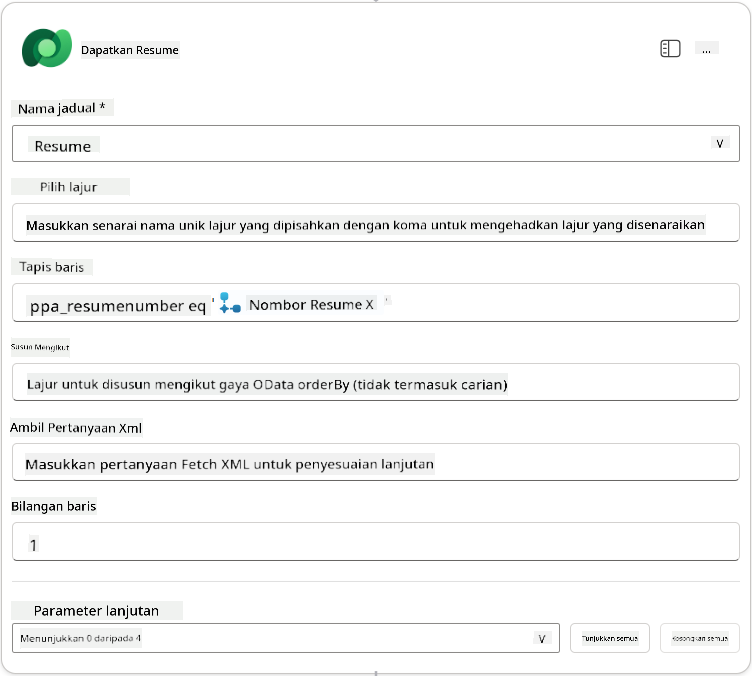 Dapatkan Resume
...
Nama jadual *
Resume
Pilih lajur
Masukkan senarai nama unik lajur yang dipisahkan dengan koma untuk mengehadkan lajur yang disenaraikan
Tapis baris
ppa_resumenumber eq ' Nombor Resume X '
Susun Mengikut
Lajur untuk disusun mengikut gaya OData orderBy (tidak termasuk carian)
Ambil Pertanyaan Xml
Masukkan pertanyaan Fetch XML untuk penyesuaian lanjutan
Bilangan baris
1
Parameter lanjutan
Menunjukkan 0 daripada 4
Tunjukkan semua
Kosongkan semua